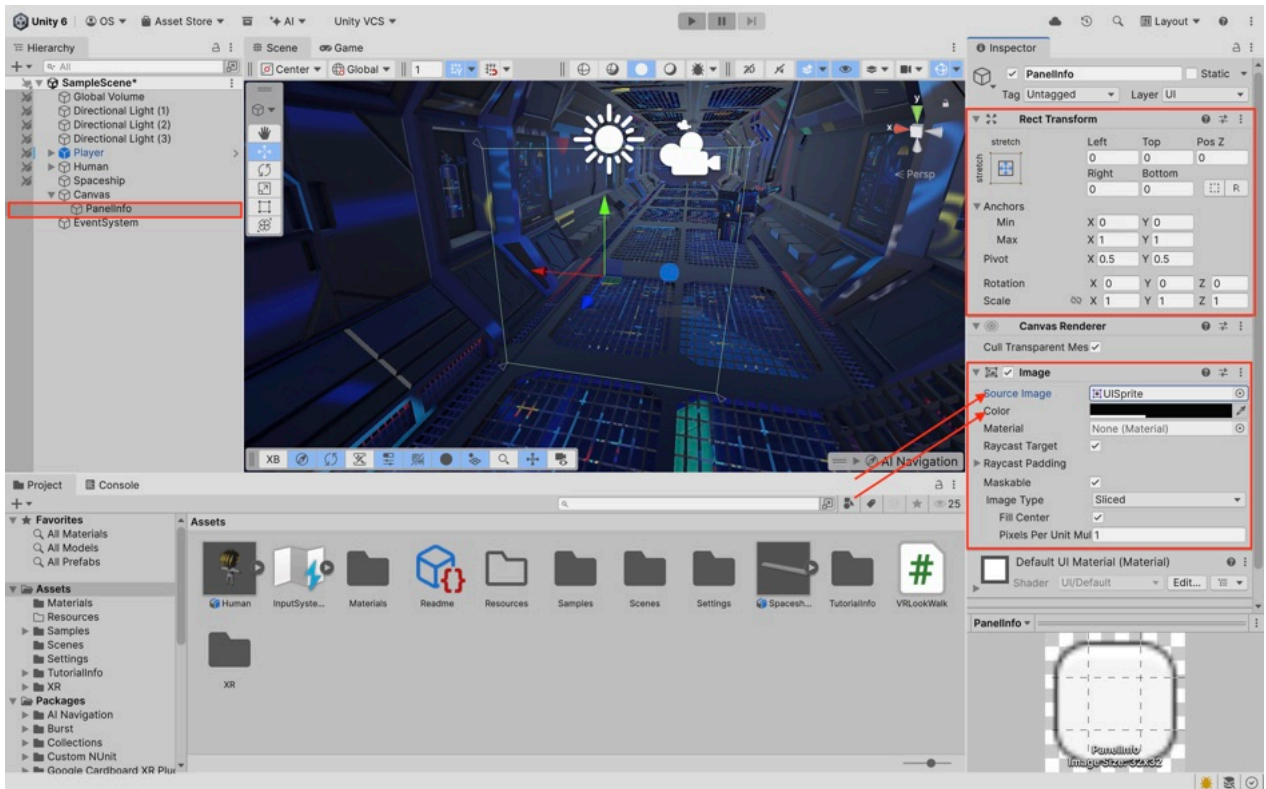 Unity 6 OS Asset Store AI Unity VCS Layout
Hierarchy
All
SampleScene*
Global Volume
Directional Light (1)
Directional Light (2)
Directional Light (3)
Player
Human
Spaceship
Canvas
PanelInfo
EventSystem
Scene Game
Center Global 1 2D
y
x
Persp
XB AI Navigation
Inspector
PanelInfo Static
Tag Untagged Layer UI
Rect Transform
stretch Left Top Pos Z
stretch 0 0 0
Right Bottom
0 0 R
Anchors
Min X 0 Y 0
Max X 1 Y 1
Pivot X 0.5 Y 0.5
Rotation X 0 Y 0 Z 0
Scale X 1 Y 1 Z 1
Canvas Renderer
Cull Transparent Mes
Image
Source Image UISprite
Color
Material None (Material)
Raycast Target
Raycast Padding
Maskable
Image Type Sliced
Fill Center
Pixels Per Unit Mul 1
Default UI Material (Material)
Shader UI/Default Edit...
PanelInfo
PanelInfo
Image Size: 32x32
Project Console
25
Favorites
All Materials
All Models
All Prefabs
Assets
Materials
Resources
Samples
Scenes
Settings
TutorialInfo
XR
Packages
AI Navigation
Burst
Collections
Custom NUnit
Google Cardboard XR Plug
Assets
Human InputSyste... Materials Readme Resources Samples Scenes Settings Spacesh... TutorialInfo VRLookWalk
XR